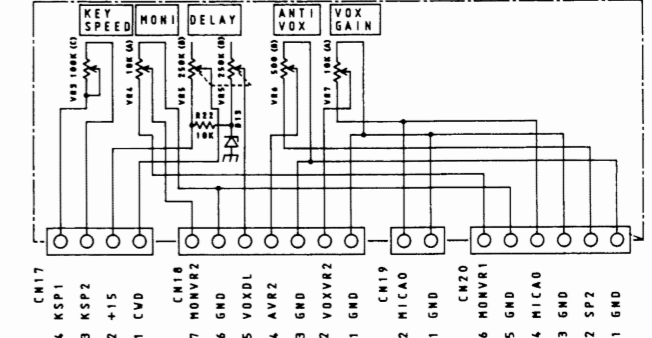 KEY SPEED
MONI
DELAY
ANTI VOX
VOX GAIN
VR3 100K (C)
VR4 10K (A)
VR5 250K (B)
VR5' 250K (B)
VR6 500 (B)
VR7 10K (A)
R22 10K
D13
CN17
4 KSP1
3 KSP2
2 +15
1 CWD
CN18
7 MONVR2
6 GND
5 VOXDL
4 AVR2
3 GND
2 VOXVR2
1 GND
CN19
2 MICAO
1 GND
CN20
6 MONVR1
5 GND
4 MICAO
3 GND
2 SP2
1 GND